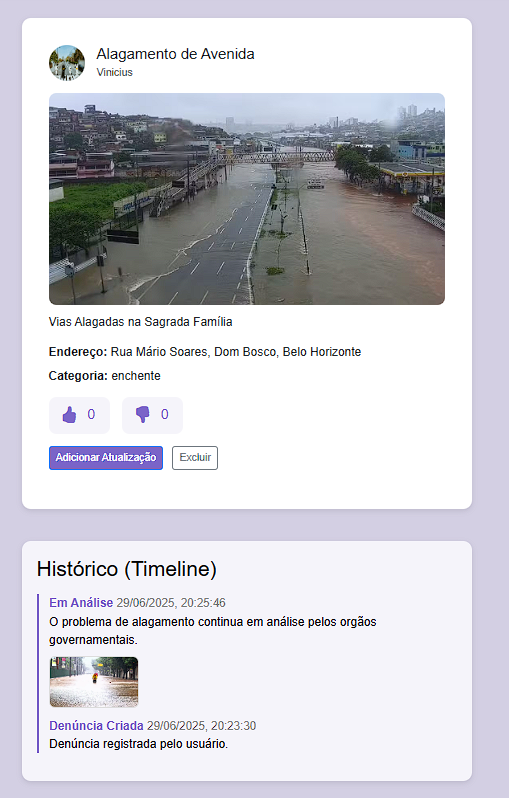 Alagamento de Avenida
Vinicius
Vias Alagadas na Sagrada Família
Endereço: Rua Mário Soares, Dom Bosco, Belo Horizonte
Categoria: enchente
0 0
Adicionar Atualização Excluir
Histórico (Timeline)
Em Análise 29/06/2025, 20:25:46
O problema de alagamento continua em análise pelos orgãos
governamentais.
Denúncia Criada 29/06/2025, 20:23:30
Denúncia registrada pelo usuário.